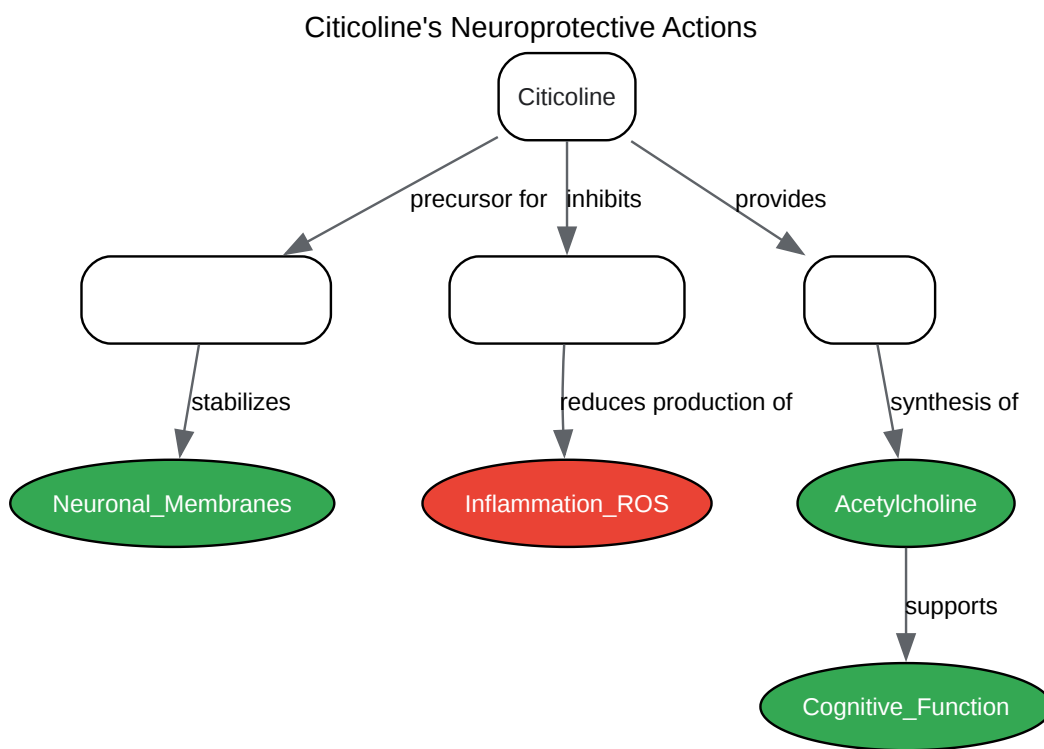 Citicoline's Neuroprotective Actions
Citicoline
precursor for
inhibits
provides
stabilizes
reduces production of
synthesis of
Neuronal_Membranes
Inflammation_ROS
Acetylcholine
supports
Cognitive_Function